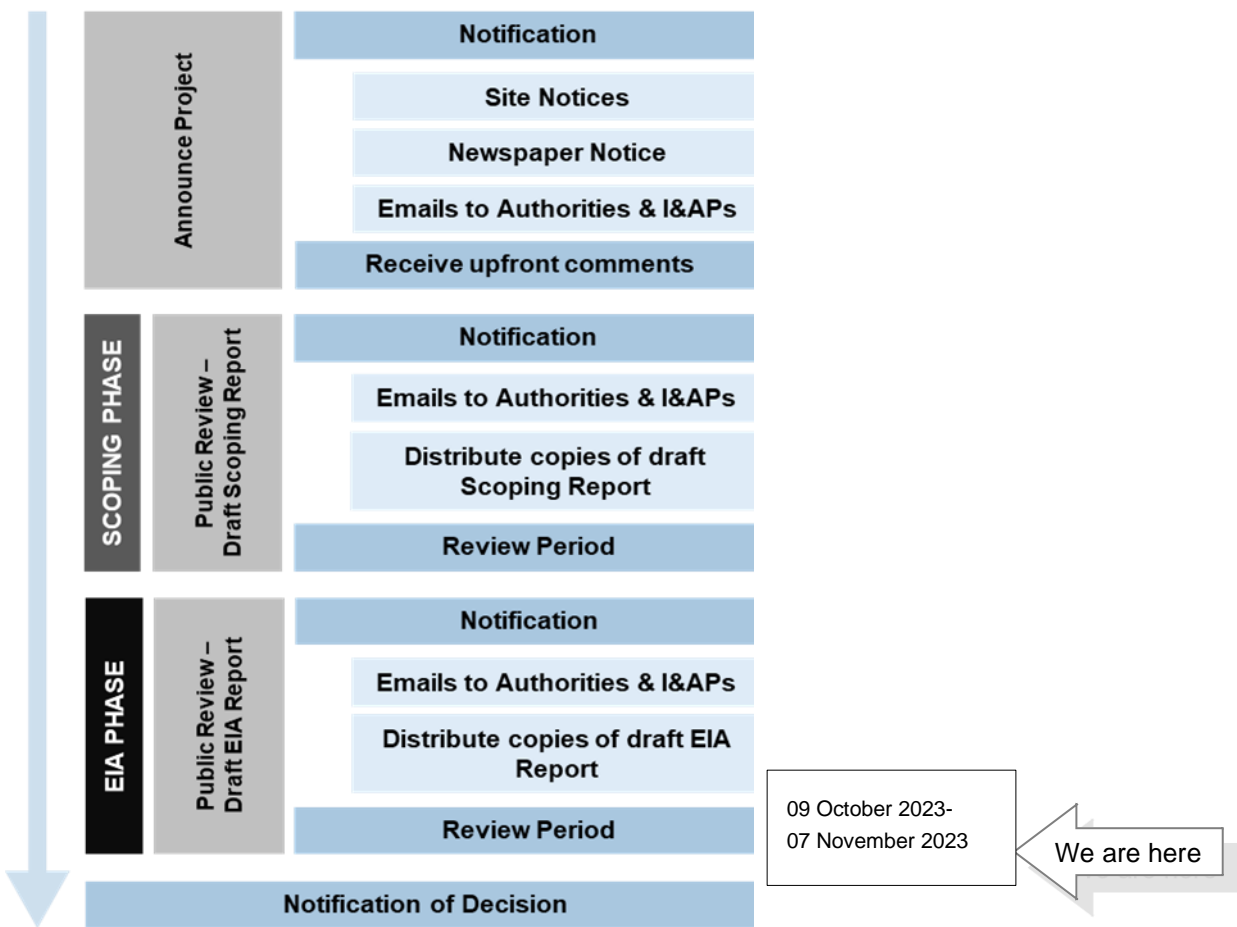 Announce Project
Notification
Site Notices
Newspaper Notice
Emails to Authorities & I&APs
Receive upfront comments
SCOPING PHASE
Public Review –
Draft Scoping Report
Notification
Emails to Authorities & I&APs
Distribute copies of draft
Scoping Report
Review Period
EIA PHASE
Public Review –
Draft EIA Report
Notification
Emails to Authorities & I&APs
Distribute copies of draft EIA
Report
Review Period
09 October 2023-
07 November 2023
We are here
Notification of Decision